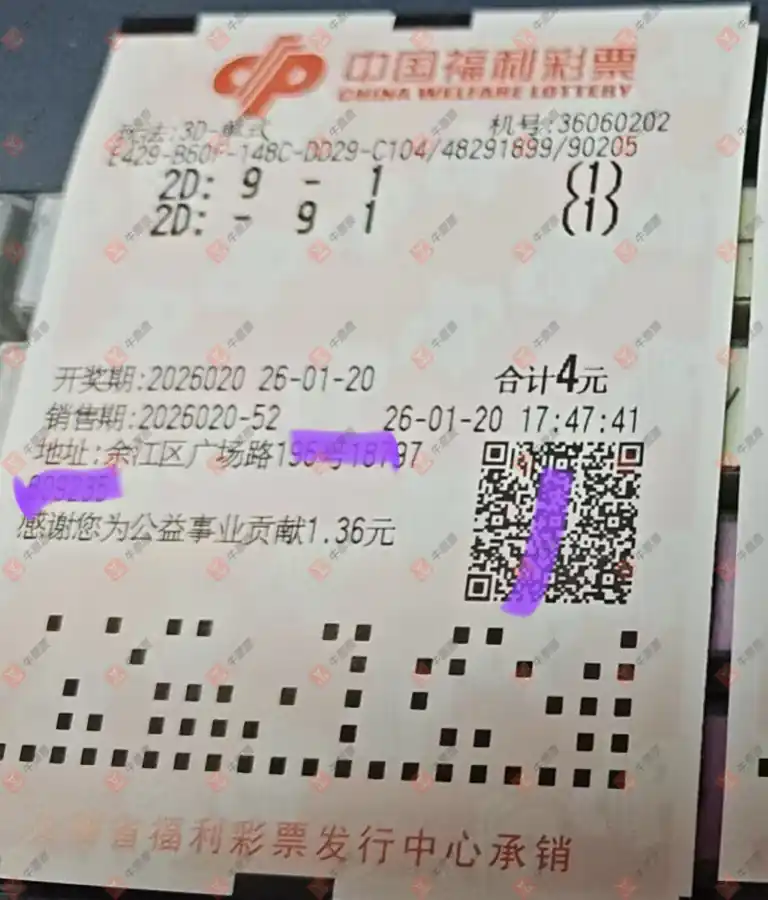 中国福利彩票
CHINA WELFARE LOTTERY
玩法:3D-单式 机号:36060202
E429-B60F-148C-DD29-C104/48291899/90205
2D: 9 - 1 (1)
2D: - 9 1 (1)
开奖期:2026020 26-01-20 合计4元
销售期:2026020-52 26-01-20 17:47:41
地址:余江区广场路
感谢您为公益事业贡献1.36元
省福利彩票发行中心承销
牛图图